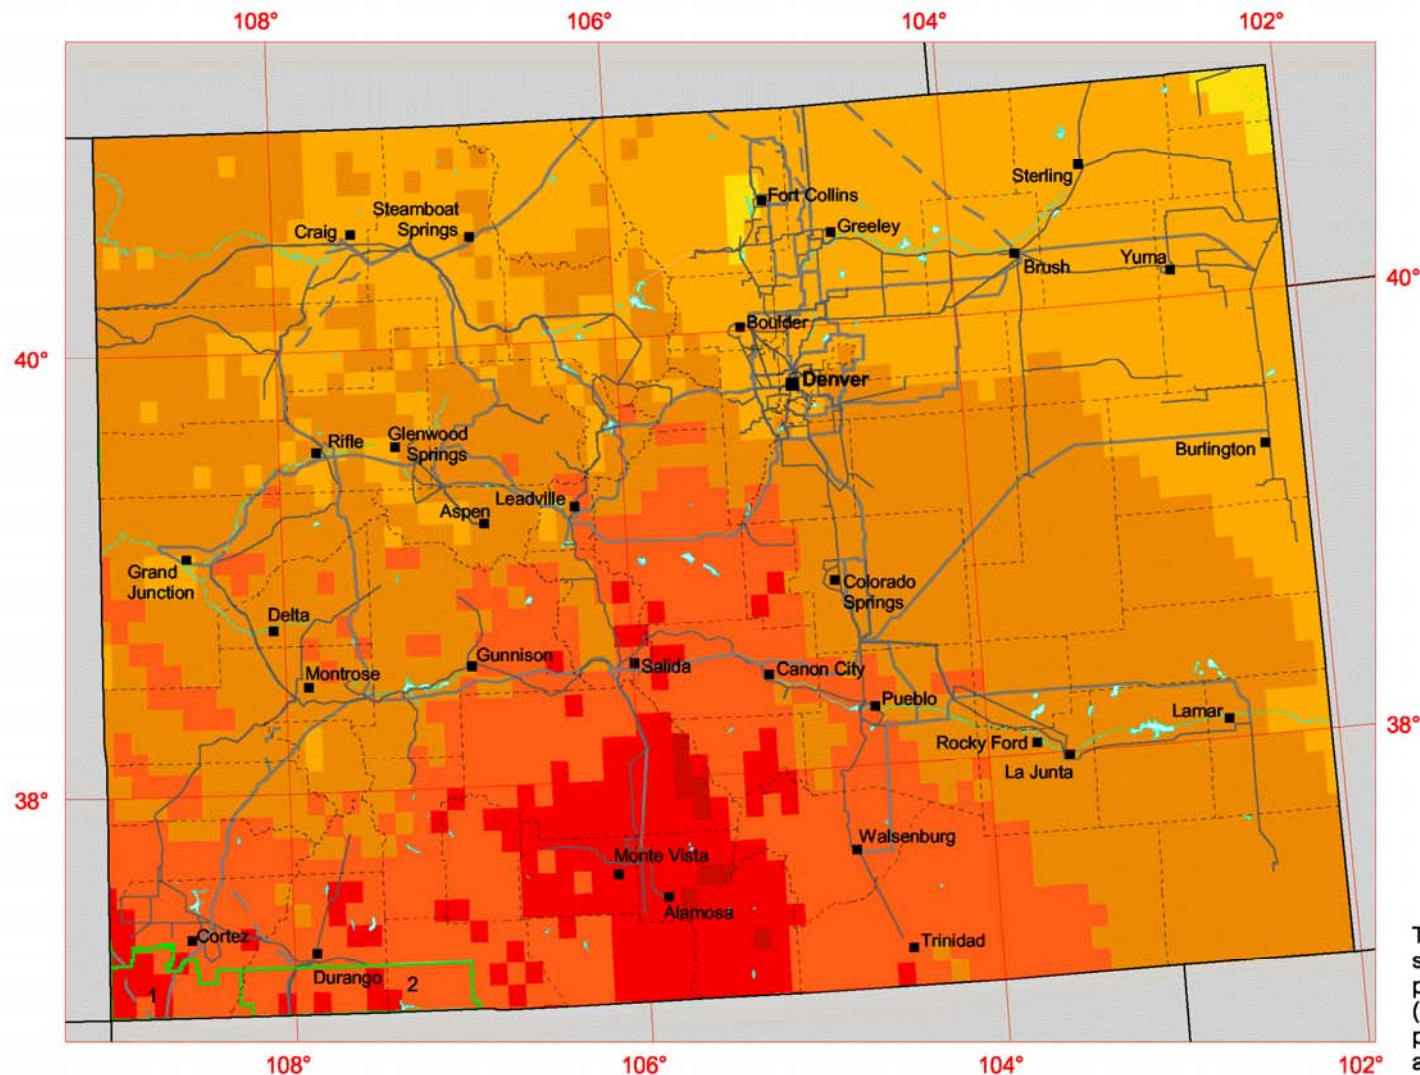 108°
106°
104°
102°
Fort Collins
Sterling
Steamboat
Springs
Craig
Greeley
Brush
Yuma
40°
Boulder
40°
Denver
Rifle
Glenwood
Springs
Burlington
Leadville
Aspen
Grand
Junction
Colorado
Springs
Delta
Gunnison
Salida
Canon City
Montrose
Pueblo
Lamar
38°
Rocky Ford
La Junta
38°
Walsenburg
Monte Vista
Alamosa
Cortez
Trinidad
Durango
1
2
108°
106°
104°
102°
T
s
p
(
p
a